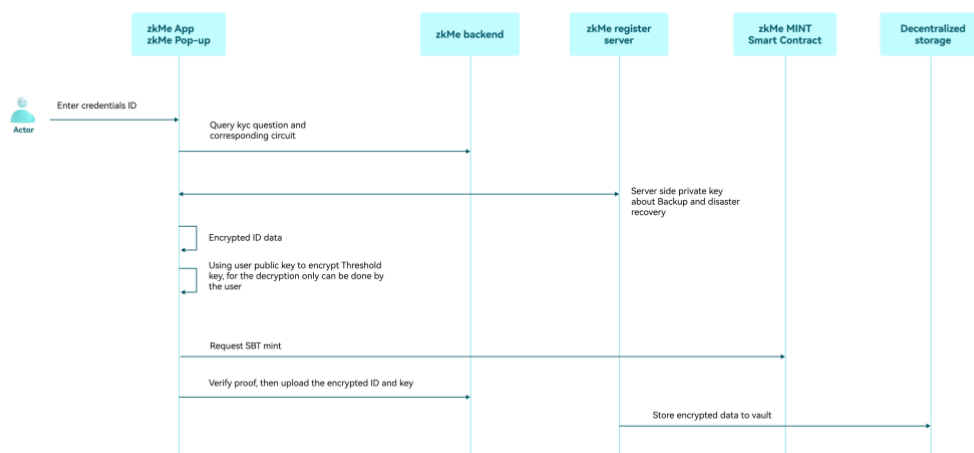 zkMe App
zkMe Pop-up
zkMe backend
zkMe register
server
zkMe MINT
Smart Contract
Decentralized
storage
Actor
Enter credentials ID
Query kyc question and
corresponding circuit
Server side private key
about Backup and disaster
recovery
Encrypted ID data
Using user public key to encrypt Threshold
key, for the decryption only can be done by
the user
Request SBT mint
Verify proof, then upload the encrypted ID and key
Store encrypted data to vault